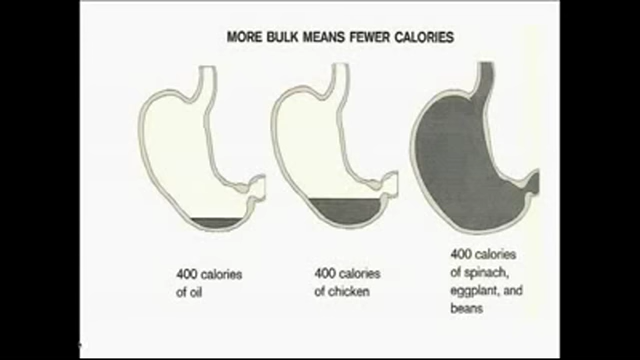 MORE BULK MEANS FEWER CALORIES
400 calories
of oil
400 calories
of chicken
400 calories
of spinach,
eggplant, and
beans